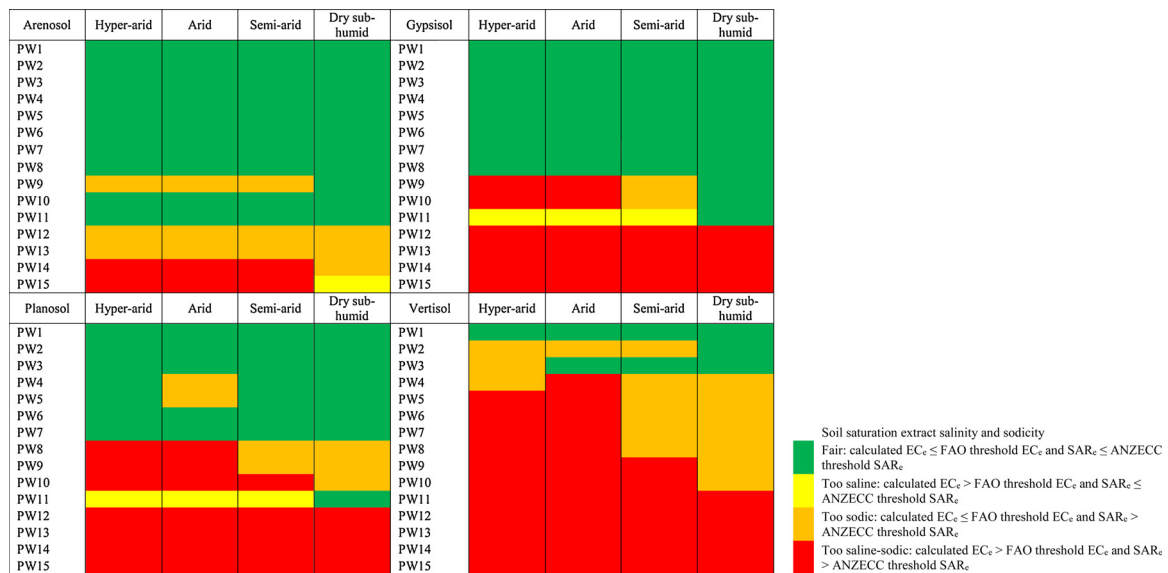 Arenosol Hyper-arid Arid Semi-arid Dry sub-
humid
PW1
PW2
PW3
PW4
PW5
PW6
PW7
PW8
PW9
PW10
PW11
PW12
PW13
PW14
PW15
Gypsisol Hyper-arid Arid Semi-arid Dry sub-
humid
PW1
PW2
PW3
PW4
PW5
PW6
PW7
PW8
PW9
PW10
PW11
PW12
PW13
PW14
PW15
Planosol Hyper-arid Arid Semi-arid Dry sub-
humid
PW1
PW2
PW3
PW4
PW5
PW6
PW7
PW8
PW9
PW10
PW11
PW12
PW13
PW14
PW15
Vertisol Hyper-arid Arid Semi-arid Dry sub-
humid
PW1
PW2
PW3
PW4
PW5
PW6
PW7
PW8
PW9
PW10
PW11
PW12
PW13
PW14
PW15
Soil saturation extract salinity and sodicity
Fair: calculated ECₑ ≤ FAO threshold ECₑ and SARₑ ≤ ANZECC
threshold SARₑ
Too saline: calculated ECₑ > FAO threshold ECₑ and SARₑ ≤
ANZECC threshold SARₑ
Too sodic: calculated ECₑ ≤ FAO threshold ECₑ and SARₑ >
ANZECC threshold SARₑ
Too saline-sodic: calculated ECₑ > FAO threshold ECₑ and SARₑ
> ANZECC threshold SARₑ